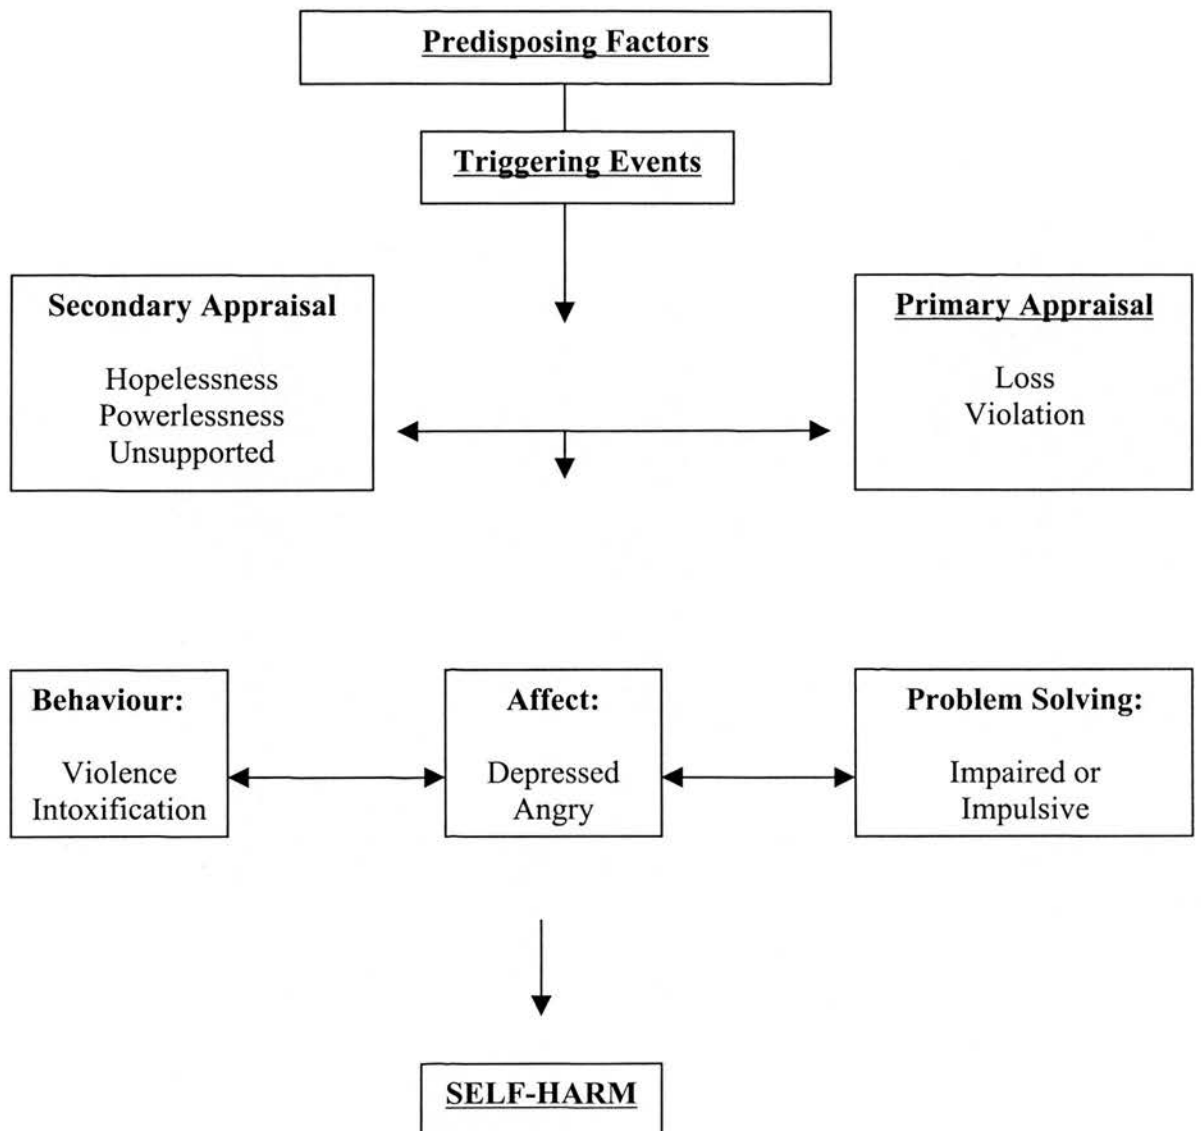 Predisposing Factors
Triggering Events
Secondary Appraisal
Hopelessness
Powerlessness
Unsupported
Primary Appraisal
Loss
Violation
Behaviour:
Violence
Intoxification
Affect:
Depressed
Angry
Problem Solving:
Impaired or
Impulsive
SELF-HARM